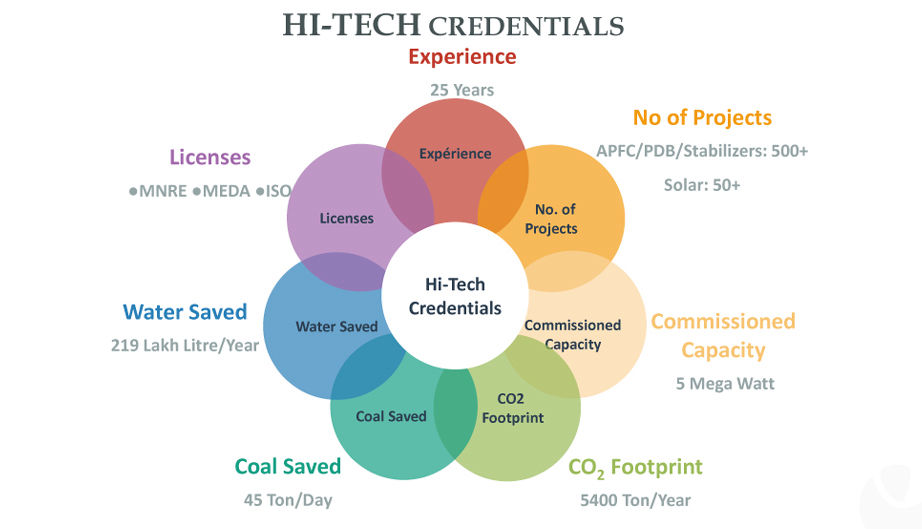 HI-TECH CREDENTIALS
Experience
25 Years
No of Projects
APFC/PDB/Stabilizers: 500+
Solar: 50+
Licenses
●MNRE ●MEDA ●ISO
Expérience
Licenses
No. of
Projects
Hi-Tech
Credentials
Water Saved
219 Lakh Litre/Year
Water Saved
Commissioned
Capacity
Commissioned
Capacity
5 Mega Watt
Coal Saved
CO2
Footprint
Coal Saved
45 Ton/Day
CO₂ Footprint
5400 Ton/Year